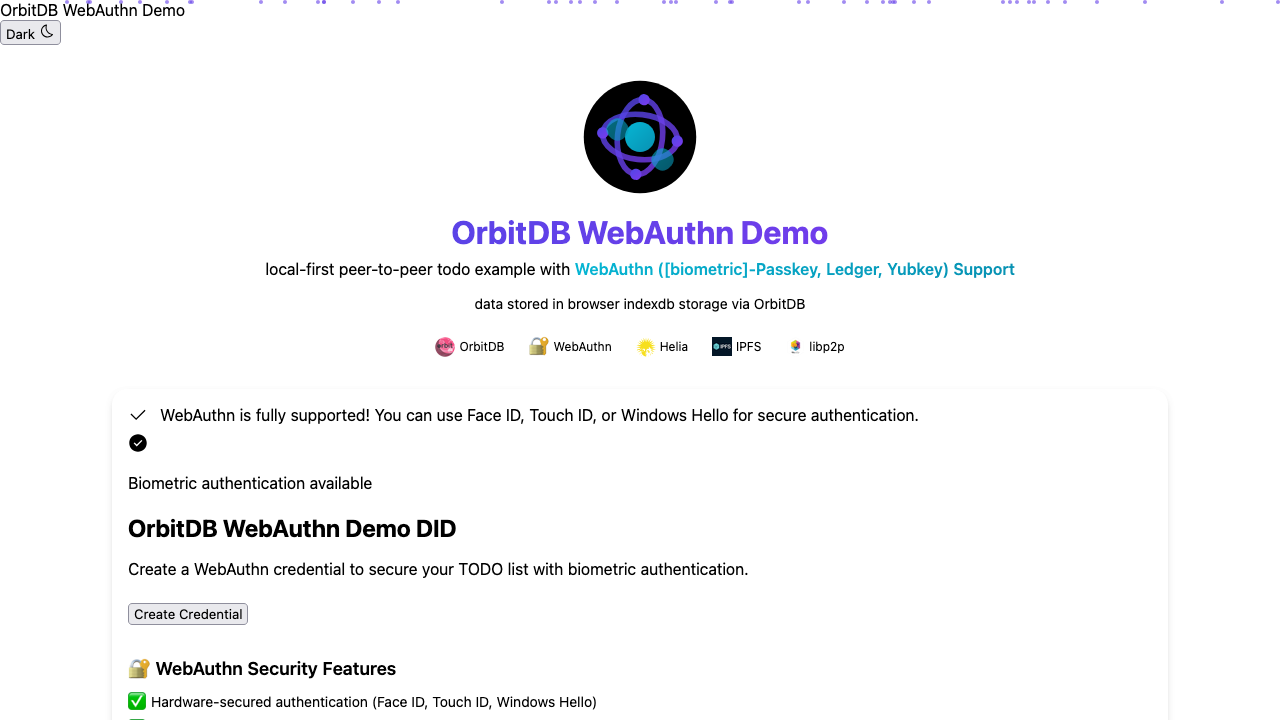 OrbitDB WebAuthn Demo
Dark
OrbitDB WebAuthn Demo
local-first peer-to-peer todo example with WebAuthn ([biometric]-Passkey, Ledger, Yubkey) Support
data stored in browser indexdb storage via OrbitDB
OrbitDB WebAuthn Helia IPFS IPFS libp2p
WebAuthn is fully supported! You can use Face ID, Touch ID, or Windows Hello for secure authentication.
Biometric authentication available
OrbitDB WebAuthn Demo DID
Create a WebAuthn credential to secure your TODO list with biometric authentication.
Create Credential
🔐 WebAuthn Security Features
✅ Hardware-secured authentication (Face ID, Touch ID, Windows Hello)